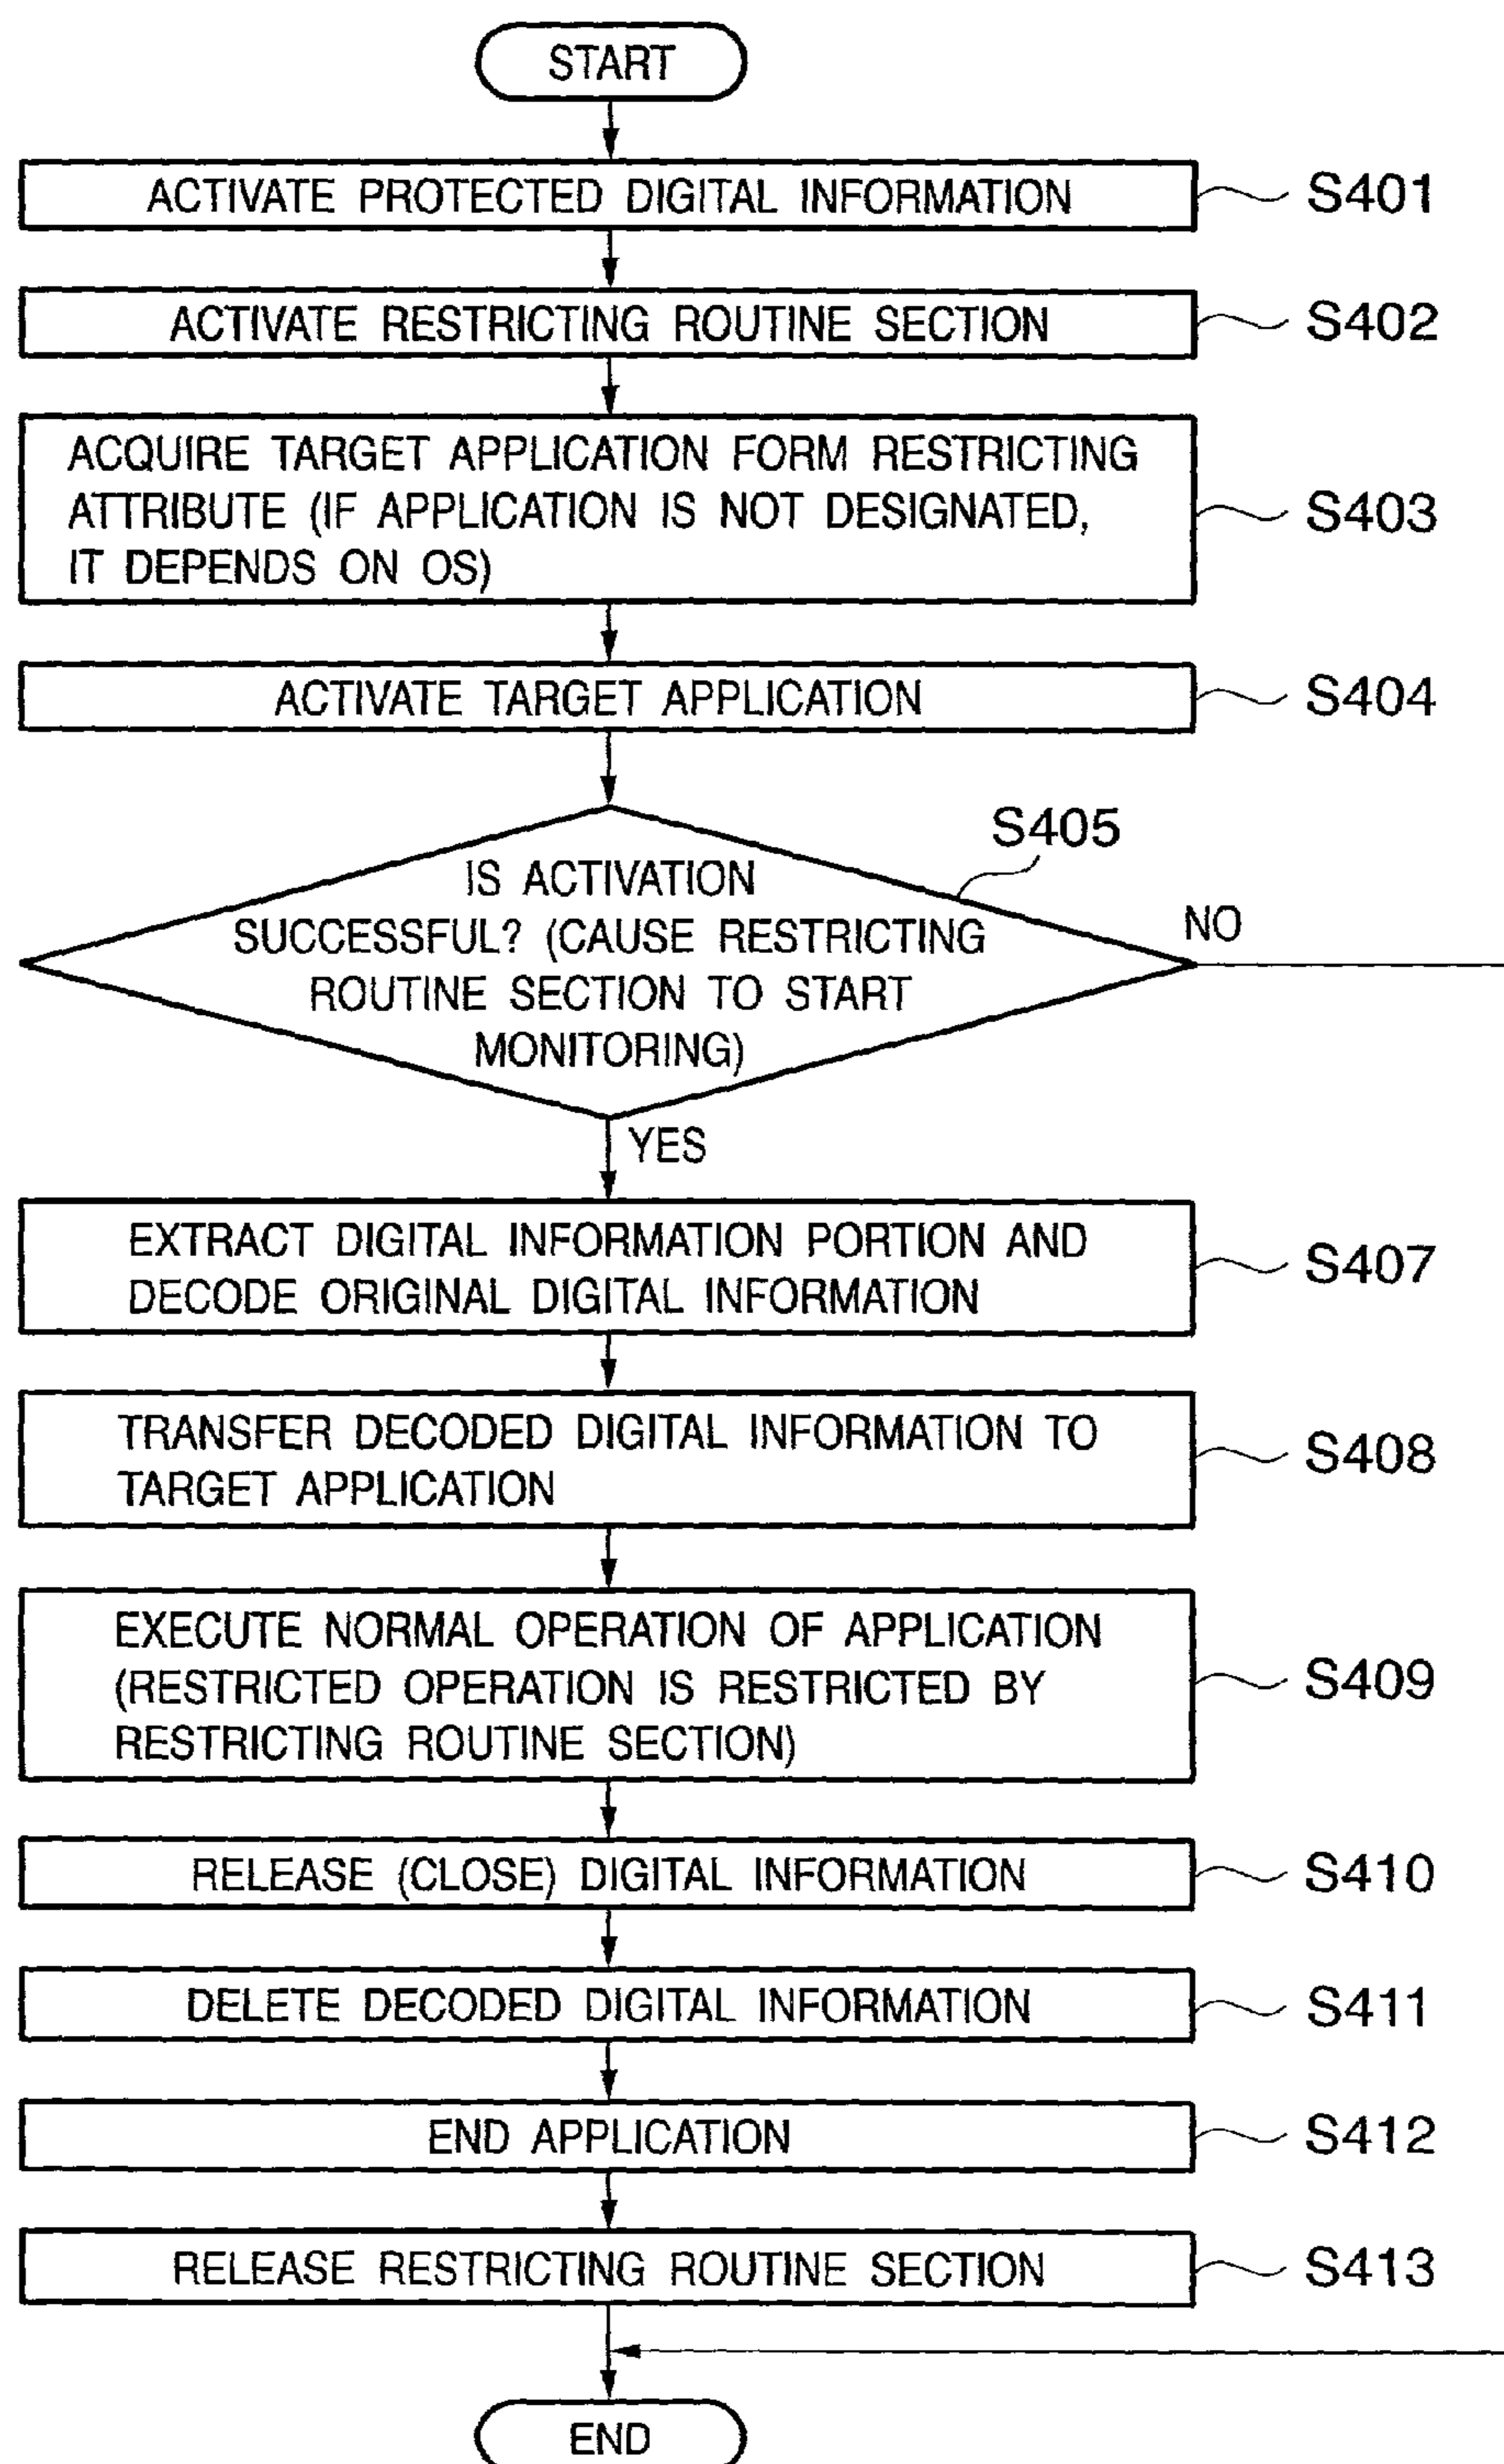 START
ACTIVATE PROTECTED DIGITAL INFORMATION
S401
ACTIVATE RESTRICTING ROUTINE SECTION
S402
ACQUIRE TARGET APPLICATION FORM RESTRICTING
ATTRIBUTE (IF APPLICATION IS NOT DESIGNATED,
IT DEPENDS ON OS)
S403
ACTIVATE TARGET APPLICATION
S404
S405
IS ACTIVATION
SUCCESSFUL? (CAUSE RESTRICTING
ROUTINE SECTION TO START
MONITORING)
NO
YES
EXTRACT DIGITAL INFORMATION PORTION AND
DECODE ORIGINAL DIGITAL INFORMATION
S407
TRANSFER DECODED DIGITAL INFORMATION TO
TARGET APPLICATION
S408
EXECUTE NORMAL OPERATION OF APPLICATION
(RESTRICTED OPERATION IS RESTRICTED BY
RESTRICTING ROUTINE SECTION)
S409
RELEASE (CLOSE) DIGITAL INFORMATION
S410
DELETE DECODED DIGITAL INFORMATION
S411
END APPLICATION
S412
RELEASE RESTRICTING ROUTINE SECTION
S413
END